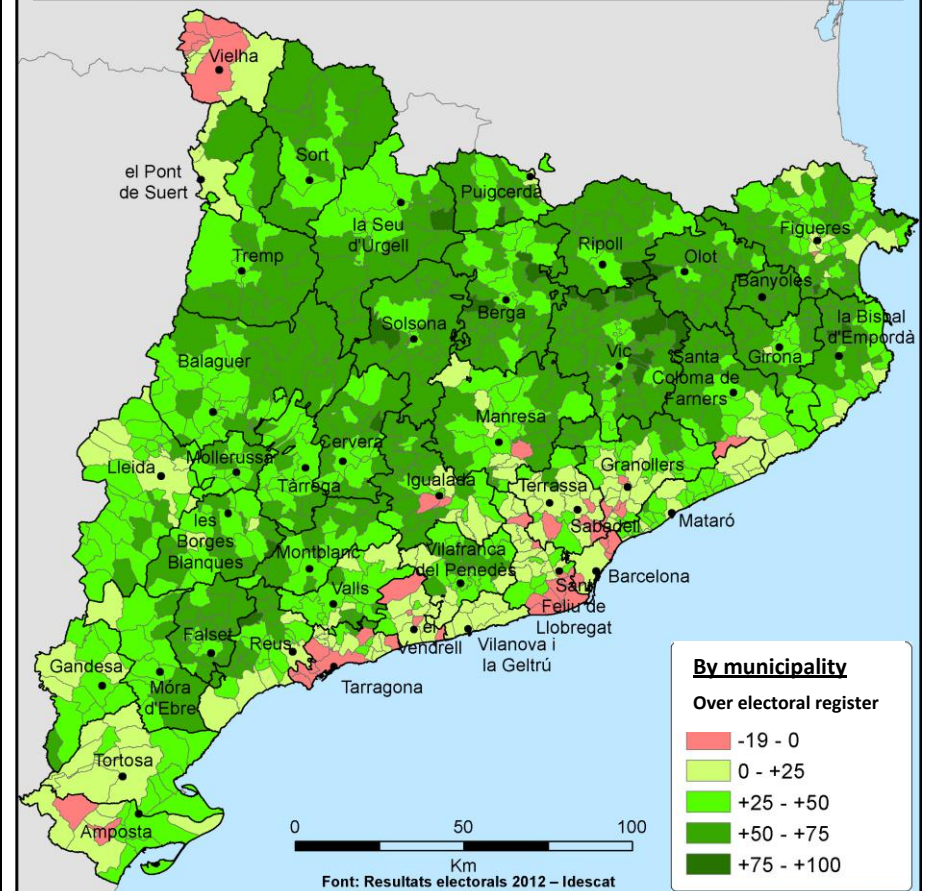 Vielha
el Pont
de Suert
Sort
la Seu
d'Urgell
Puigcerdà
Tremp
Ripoll
Olot
Figueres
Banyoles
la Bisbal
d'Empordà
Berga
Solsona
Vic
Santa
Coloma de
Farners
Girona
Balaguer
Manresa
Cervera
Lleida
Mollerussa
Tàrrega
Igualada
Terrassa
Granollers
Sabadell
Mataró
les
Borges
Blanques
Montblanc
Vilafranca
del Penedès
Barcelona
Sant
Feliu de
Llobregat
Valls
el
Vendrell
Vilanova i
la Geltrú
Falset
Reus
Tarragona
Gandesa
Móra
d'Ebre
Tortosa
Amposta
0 50 100
Km
Font: Resultats electorals 2012 – Idescat
By municipality
Over electoral register
-19 - 0
0 - +25
+25 - +50
+50 - +75
+75 - +100